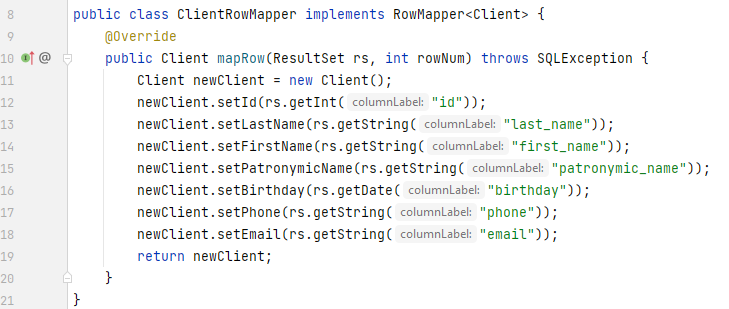 8 public class ClientRowMapper implements RowMapper<Client> {
9 @Override
10 @ public Client mapRow(ResultSet rs, int rowNum) throws SQLException {
11 Client newClient = new Client();
12 newClient.setId(rs.getInt( columnLabel: "id"));
13 newClient.setLastName(rs.getString( columnLabel: "last_name"));
14 newClient.setFirstName(rs.getString( columnLabel: "first_name"));
15 newClient.setPatronymicName(rs.getString( columnLabel: "patronymic_name"));
16 newClient.setBirthday(rs.getDate( columnLabel: "birthday"));
17 newClient.setPhone(rs.getString( columnLabel: "phone"));
18 newClient.setEmail(rs.getString( columnLabel: "email"));
19 return newClient;
20 }
21 }